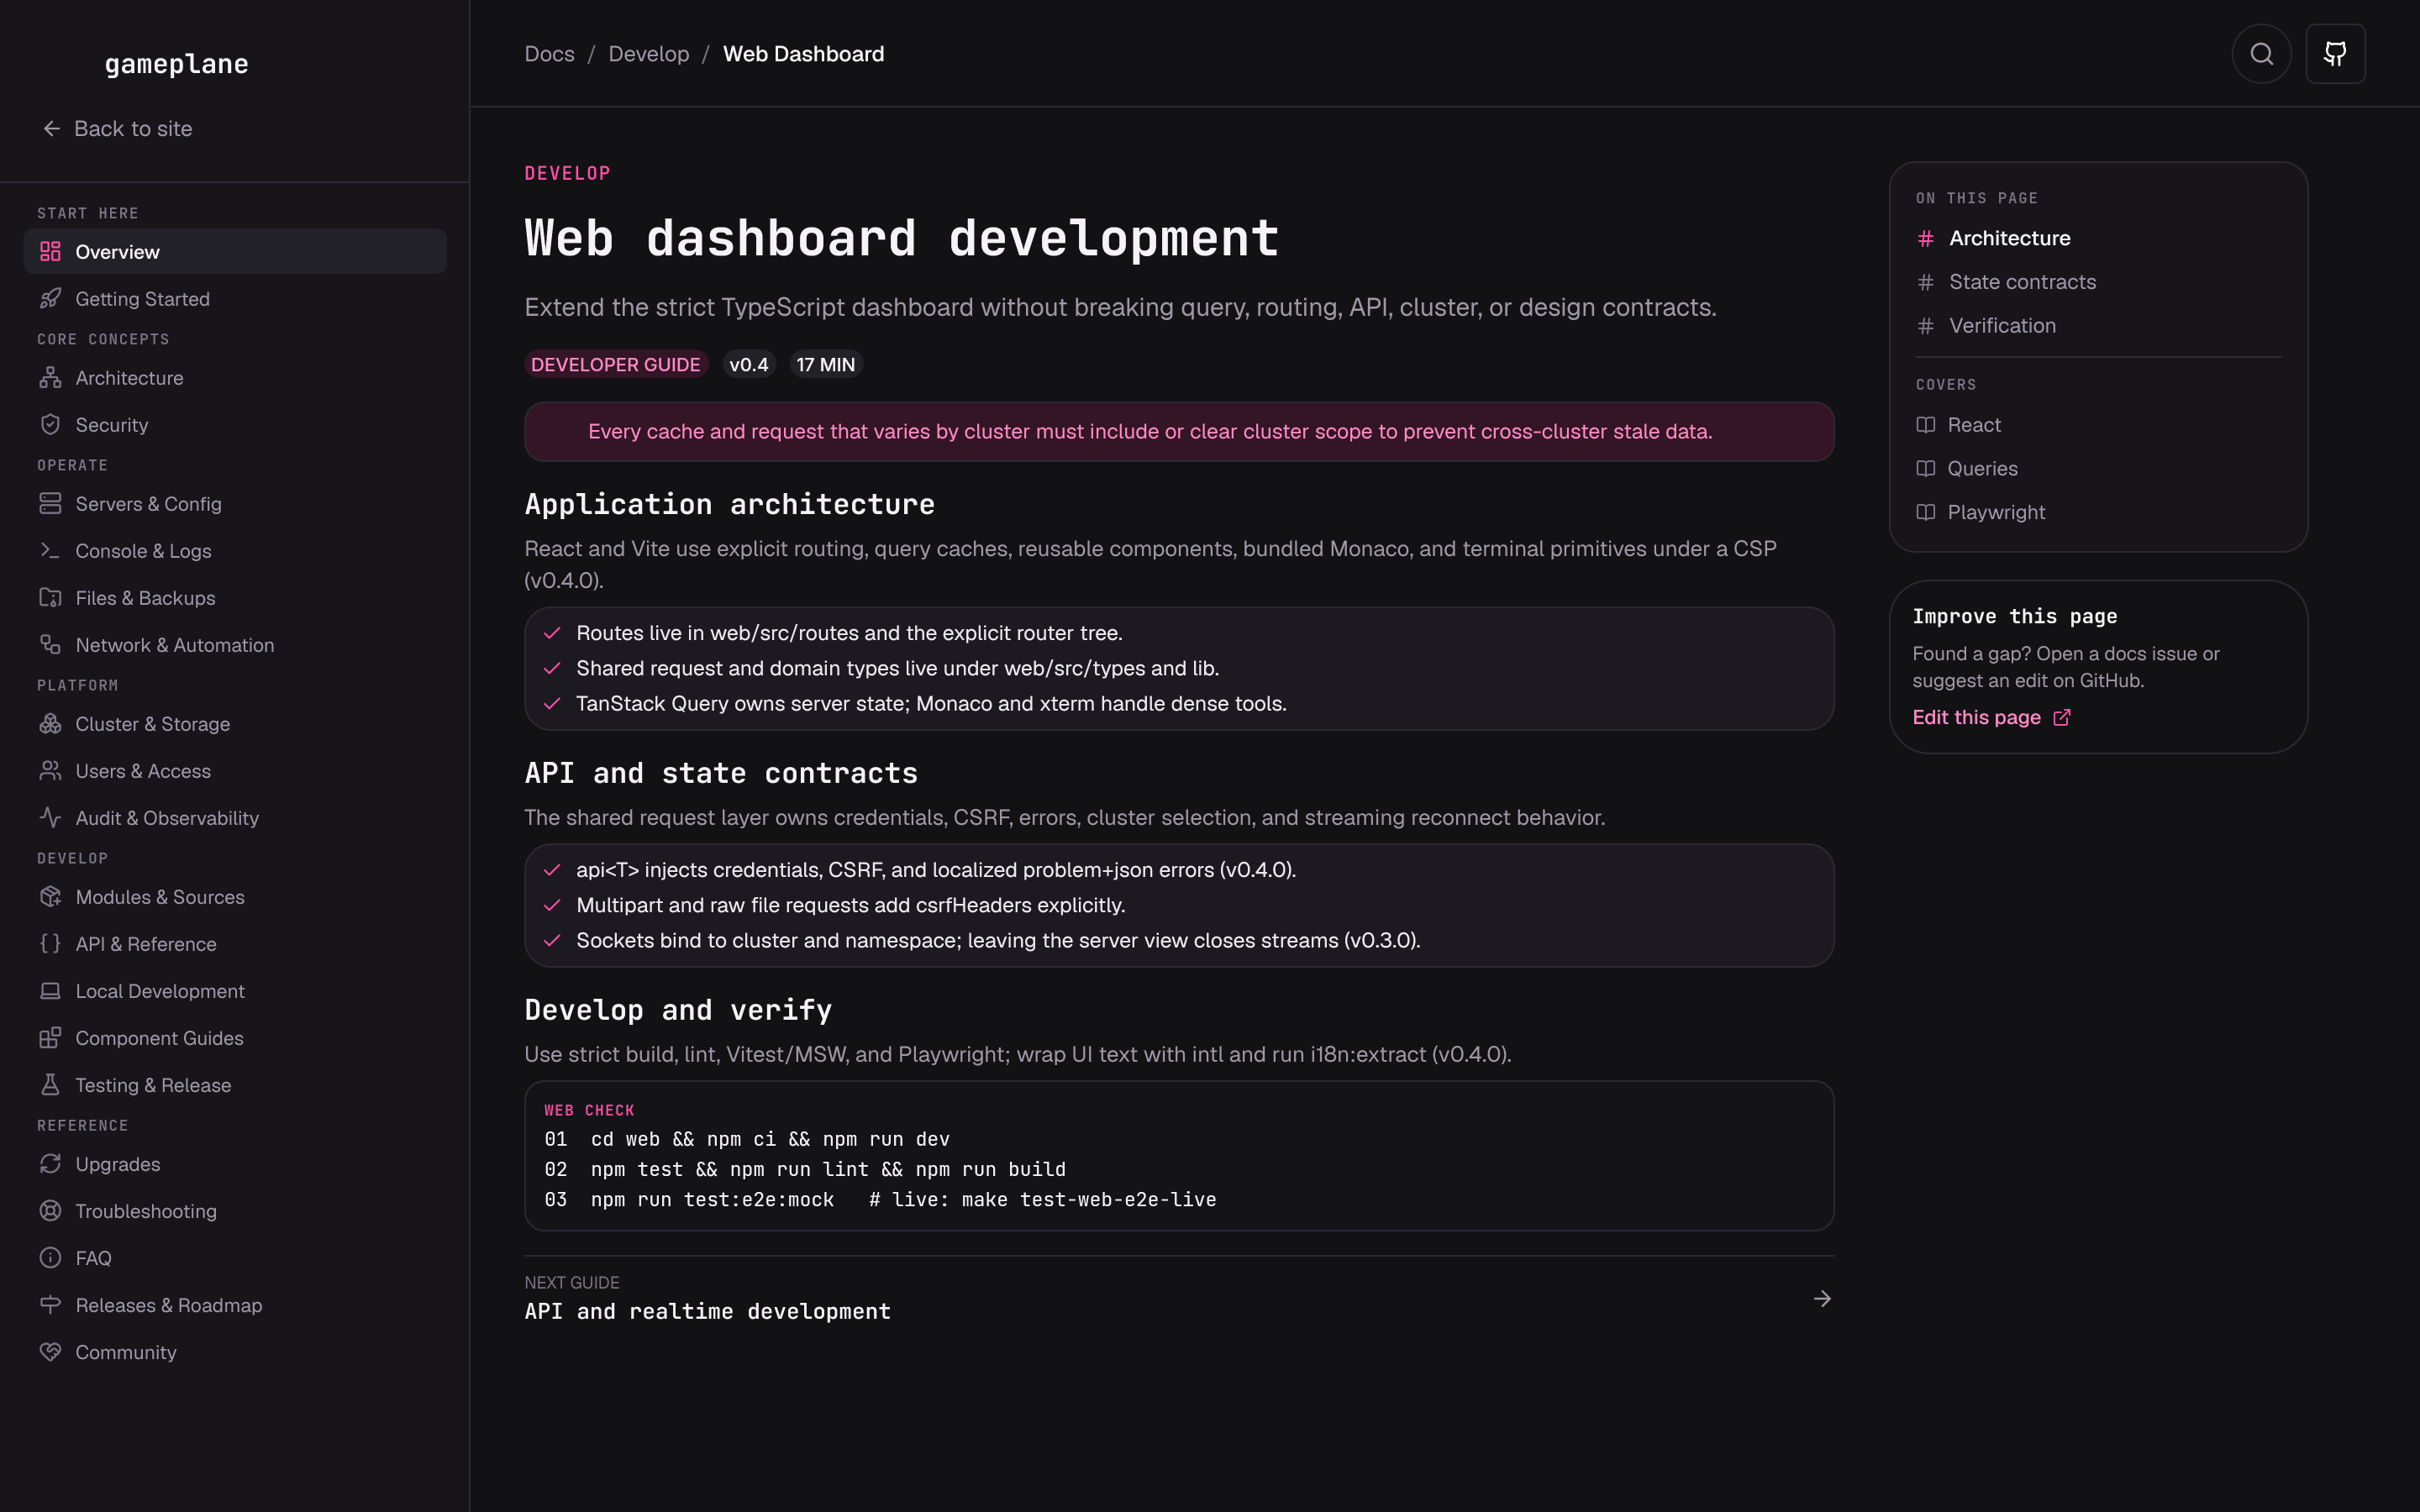 gameplane
Back to site
START HERE
Overview
Getting Started
CORE CONCEPTS
Architecture
Security
OPERATE
Servers & Config
Console & Logs
Files & Backups
Network & Automation
PLATFORM
Cluster & Storage
Users & Access
Audit & Observability
DEVELOP
Modules & Sources
API & Reference
Local Development
Component Guides
Testing & Release
REFERENCE
Upgrades
Troubleshooting
FAQ
Releases & Roadmap
Community
Docs / Develop / Web Dashboard
DEVELOP
Web dashboard development
Extend the strict TypeScript dashboard without breaking query, routing, API, cluster, or design contracts.
DEVELOPER GUIDE v0.4 17 MIN
Every cache and request that varies by cluster must include or clear cluster scope to prevent cross-cluster stale data.
Application architecture
React and Vite use explicit routing, query caches, reusable components, bundled Monaco, and terminal primitives under a CSP
(v0.4.0).
Routes live in web/src/routes and the explicit router tree.
Shared request and domain types live under web/src/types and lib.
TanStack Query owns server state; Monaco and xterm handle dense tools.
API and state contracts
The shared request layer owns credentials, CSRF, errors, cluster selection, and streaming reconnect behavior.
api<T> injects credentials, CSRF, and localized problem+json errors (v0.4.0).
Multipart and raw file requests add csrfHeaders explicitly.
Sockets bind to cluster and namespace; leaving the server view closes streams (v0.3.0).
Develop and verify
Use strict build, lint, Vitest/MSW, and Playwright; wrap UI text with intl and run i18n:extract (v0.4.0).
WEB CHECK
01 cd web && npm ci && npm run dev
02 npm test && npm run lint && npm run build
03 npm run test:e2e:mock # live: make test-web-e2e-live
NEXT GUIDE
API and realtime development
ON THIS PAGE
# Architecture
# State contracts
# Verification
COVERS
React
Queries
Playwright
Improve this page
Found a gap? Open a docs issue or
suggest an edit on GitHub.
Edit this page